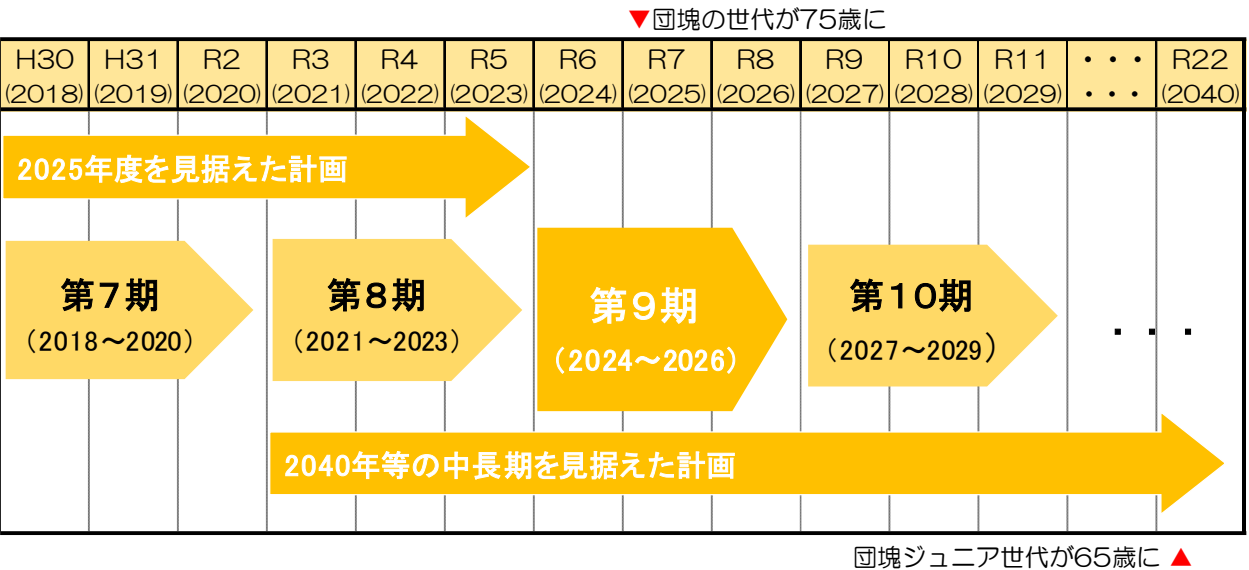 ▼団塊の世代が75歳に
H30 H31 R2 R3 R4 R5 R6 R7 R8 R9 R10 R11 ・・・ R22
(2018) (2019) (2020) (2021) (2022) (2023) (2024) (2025) (2026) (2027) (2028) (2029) ・・・ (2040)
2025年度を見据えた計画
第7期
（2018～2020）
第8期
（2021～2023）
第9期
（2024～2026）
第10期
（2027～2029）
・・・
2040年等の中長期を見据えた計画
団塊ジュニア世代が65歳に ▲